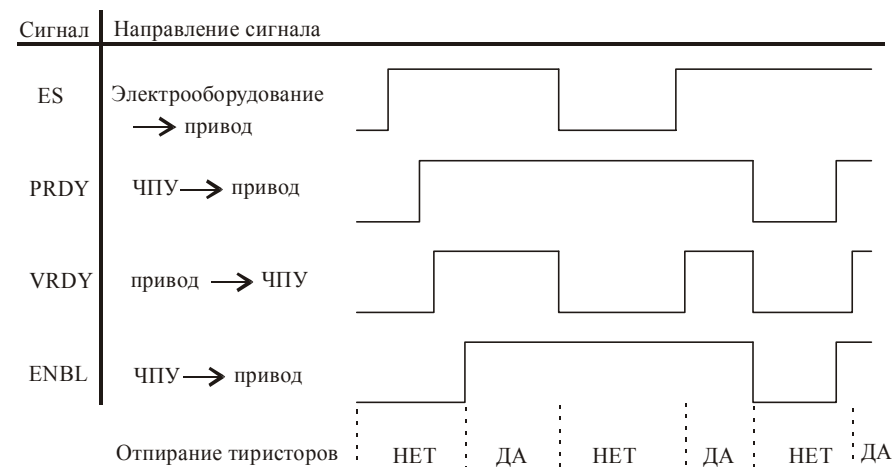 Сигнал Направление сигнала
ES Электрооборудование
привод
PRDY ЧПУ привод
VRDY привод ЧПУ
ENBL ЧПУ привод
Отпирание тиристоров НЕТ ДА НЕТ ДА НЕТ ДА